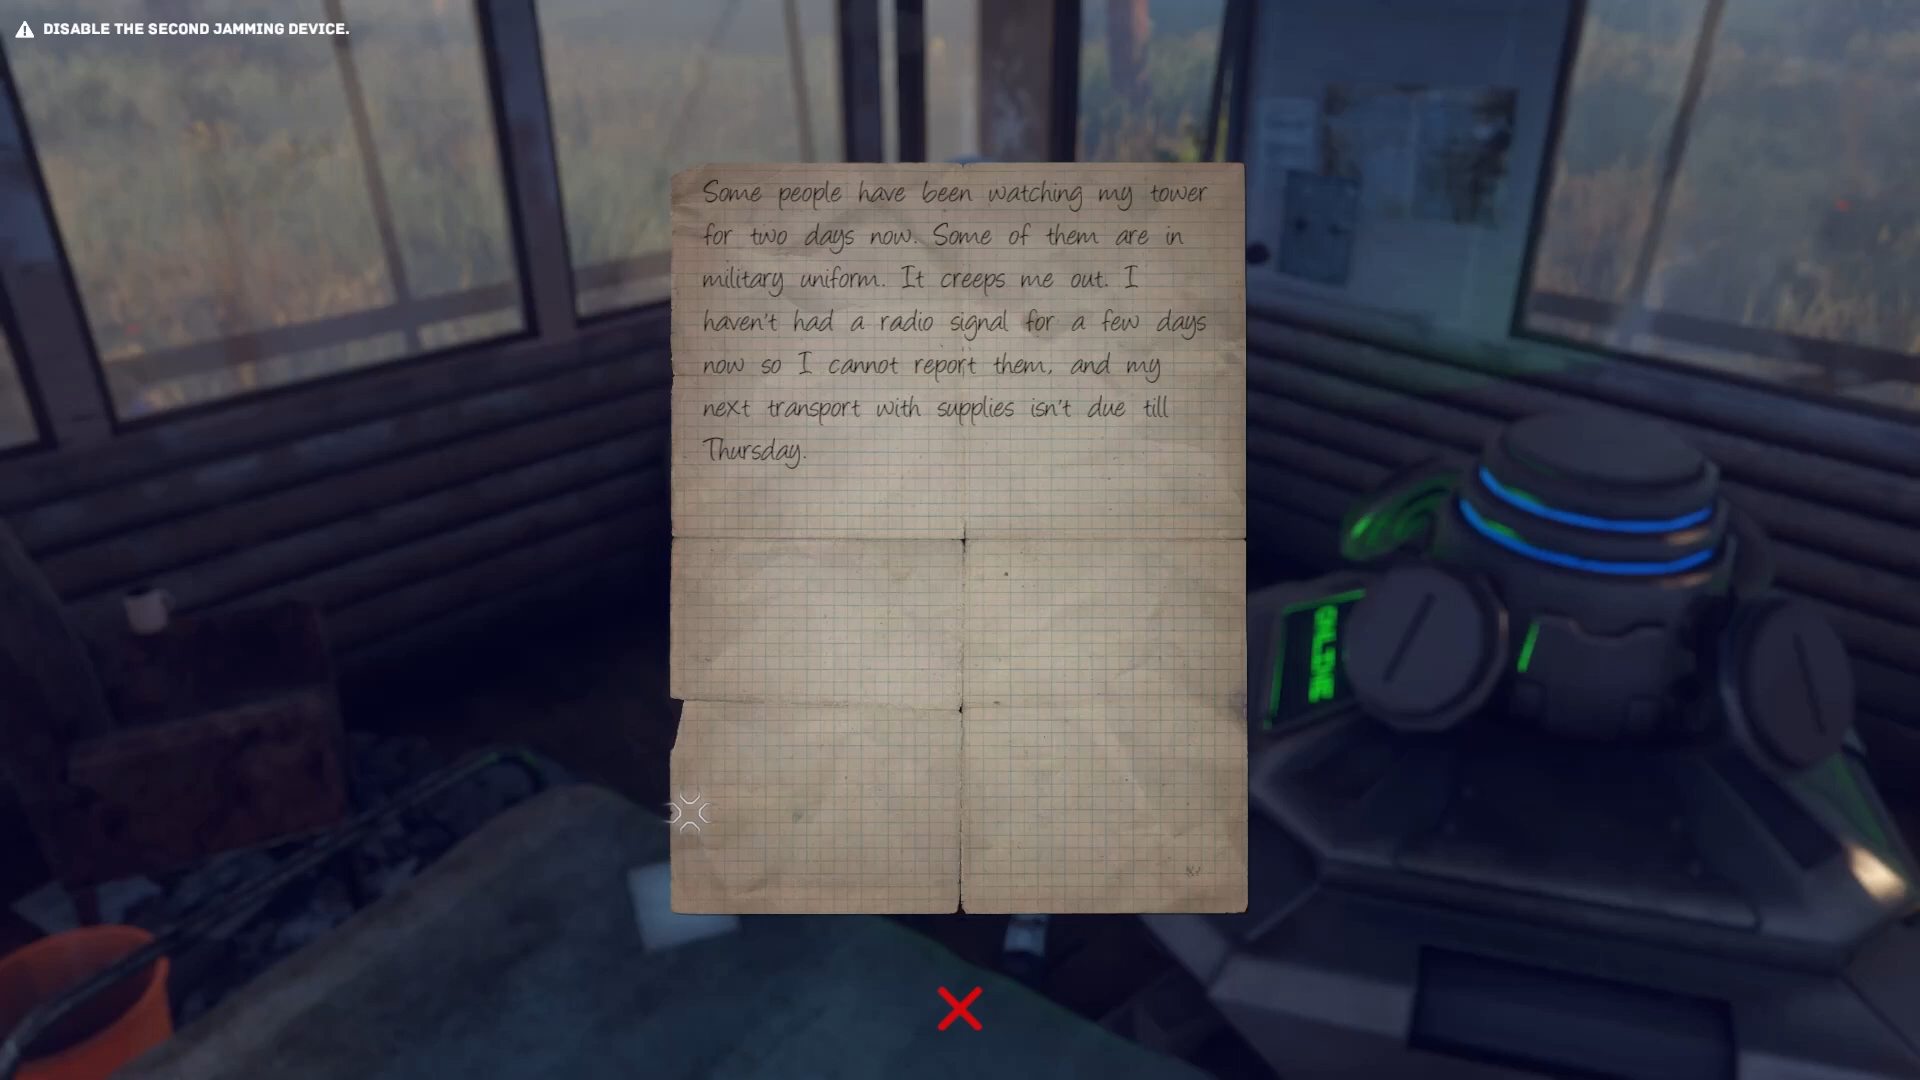 DISABLE THE SECOND JAMMING DEVICE.
Some people have been watching my tower
for two days now. Some of them are in
military uniform. It creeps me out. I
haven't had a radio signal for a few days
now so I cannot report them, and my
next transport with supplies isn't due till
Thursday.